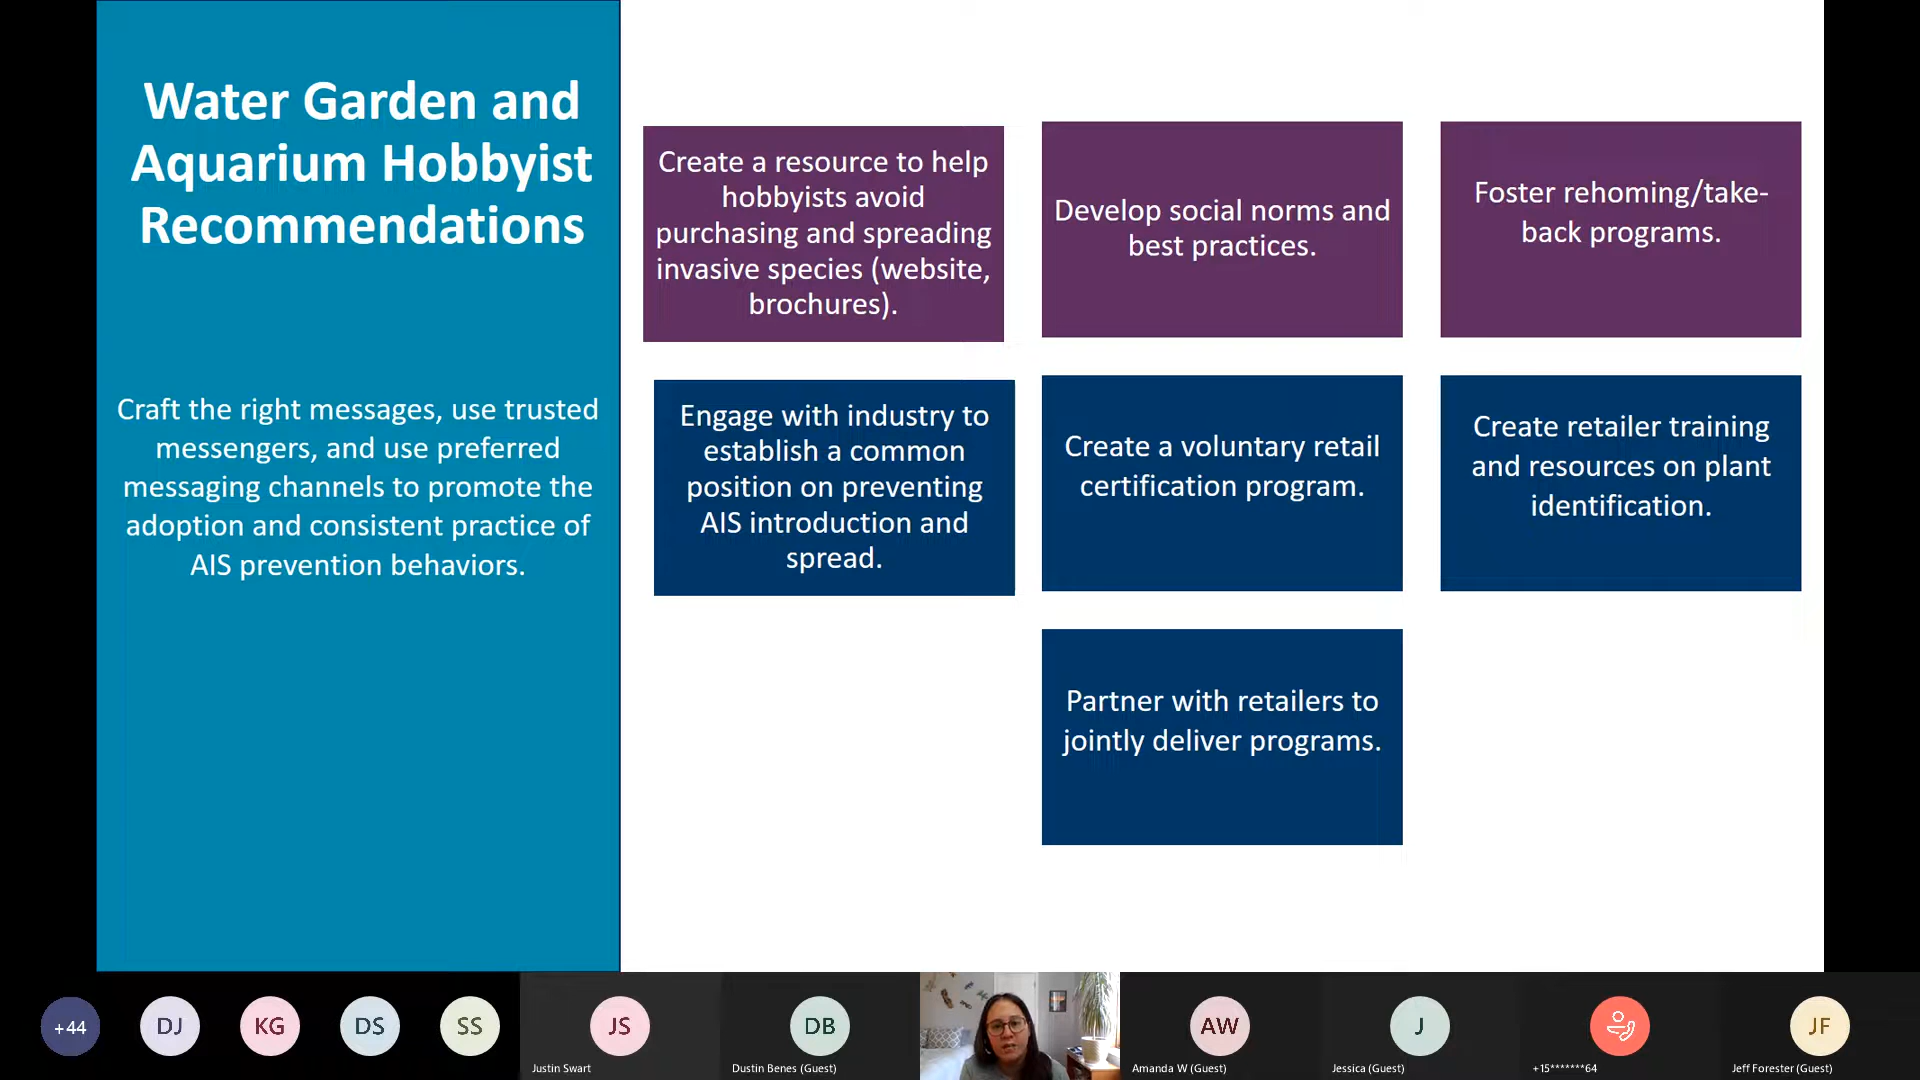 Water Garden and
Aquarium Hobbyist
Recommendations
Craft the right messages, use trusted
messengers, and use preferred
messaging channels to promote the
adoption and consistent practice of
AIS prevention behaviors.
Create a resource to help
hobbyists avoid
purchasing and spreading
invasive species (website,
brochures).
Develop social norms and
best practices.
Foster rehoming/take-
back programs.
Engage with industry to
establish a common
position on preventing
AIS introduction and
spread.
Create a voluntary retail
certification program.
Create retailer training
and resources on plant
identification.
Partner with retailers to
jointly deliver programs.
+44
DJ
KG
DS
SS
JS
Justin Swart
DB
Dustin Benes (Guest)
AW
Amanda W (Guest)
J
Jessica (Guest)
+15*******64
JF
Jeff Forester (Guest)